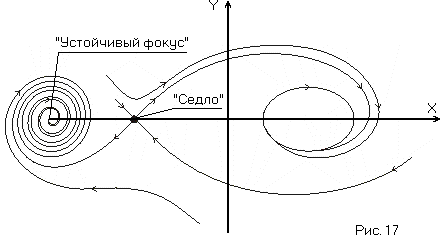 Y
"Устойчивый фокус"
"Седло"
X
Рис. 17